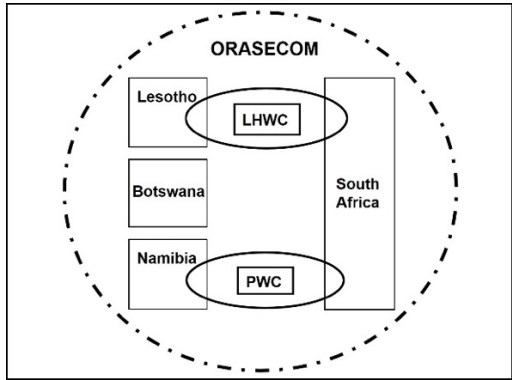 ORASECOM
Lesotho
LHWC
Botswana
South
Africa
Namibia
PWC